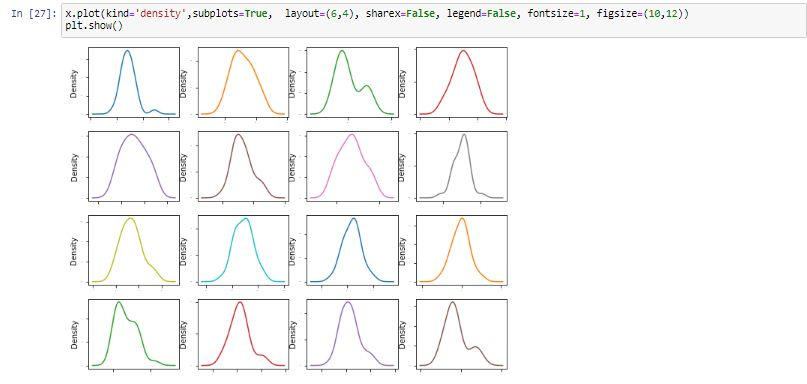 In [27]: x.plot(kind='density',subplots=True, layout=(6,4), sharex=False, legend=False, fontsize=1, figsize=(10,12))
plt.show()
Density Density Density Density
Density Density Density Density
Density Density Density Density
Density Density Density Density